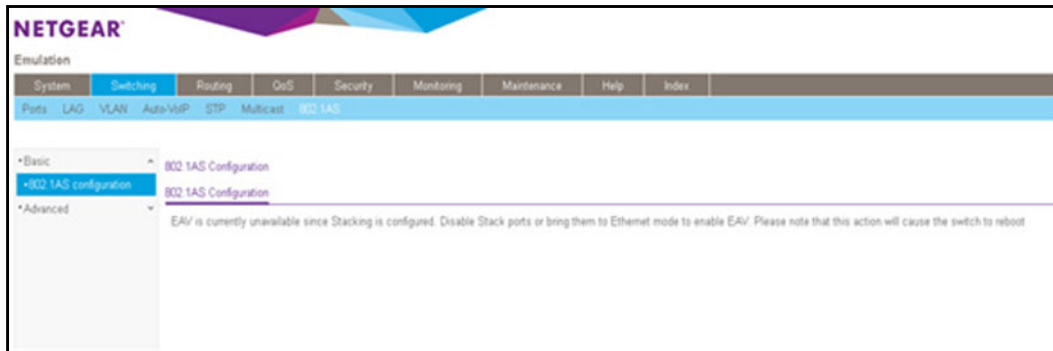 NETGEAR®
Emulation
System Switching Routing QoS Security Monitoring Maintenance Help Index
Ports LAG VLAN Auto-VoIP STP Multicast 802.1AS
•Basic
•802.1AS configuration
•Advanced
802.1AS Configuration
802.1AS Configuration
EAV is currently unavailable since Stacking is configured. Disable Stack ports or bring them to Ethernet mode to enable EAV. Please note that this action will cause the switch to reboot